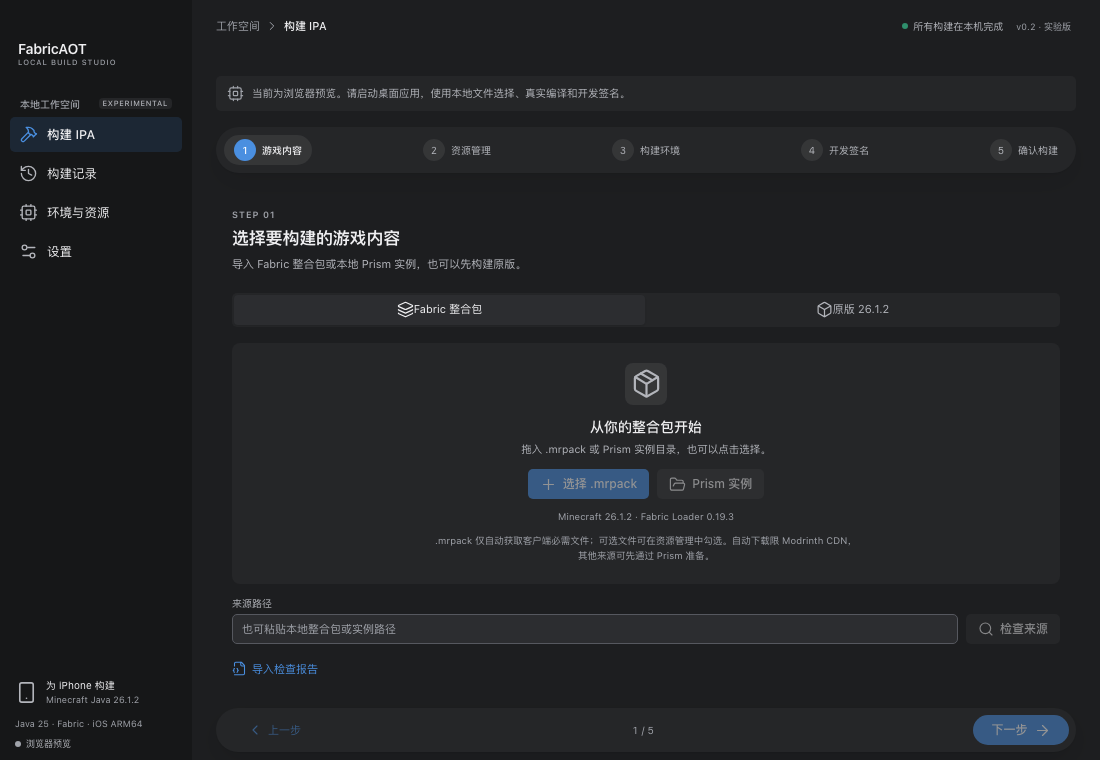 FabricAOT
LOCAL BUILD STUDIO
本地工作空间 EXPERIMENTAL
构建 IPA
构建记录
环境与资源
设置
为 iPhone 构建
Minecraft Java 26.1.2
Java 25 · Fabric · iOS ARM64
浏览器预览
工作空间 > 构建 IPA
所有构建在本机完成 v0.2 · 实验版
当前为浏览器预览。请启动桌面应用，使用本地文件选择、真实编译和开发签名。
1 游戏内容 2 资源管理 3 构建环境 4 开发签名 5 确认构建
STEP 01
选择要构建的游戏内容
导入 Fabric 整合包或本地 Prism 实例，也可以先构建原版。
Fabric 整合包 原版 26.1.2
从你的整合包开始
拖入 .mrpack 或 Prism 实例目录，也可以点击选择。
选择 .mrpack Prism 实例
Minecraft 26.1.2 · Fabric Loader 0.19.3
.mrpack 仅自动获取客户端必需文件；可选文件可在资源管理中勾选。自动下载限 Modrinth CDN，
其他来源可先通过 Prism 准备。
来源路径
也可粘贴本地整合包或实例路径 检查来源
导入检查报告
上一步 1 / 5 下一步